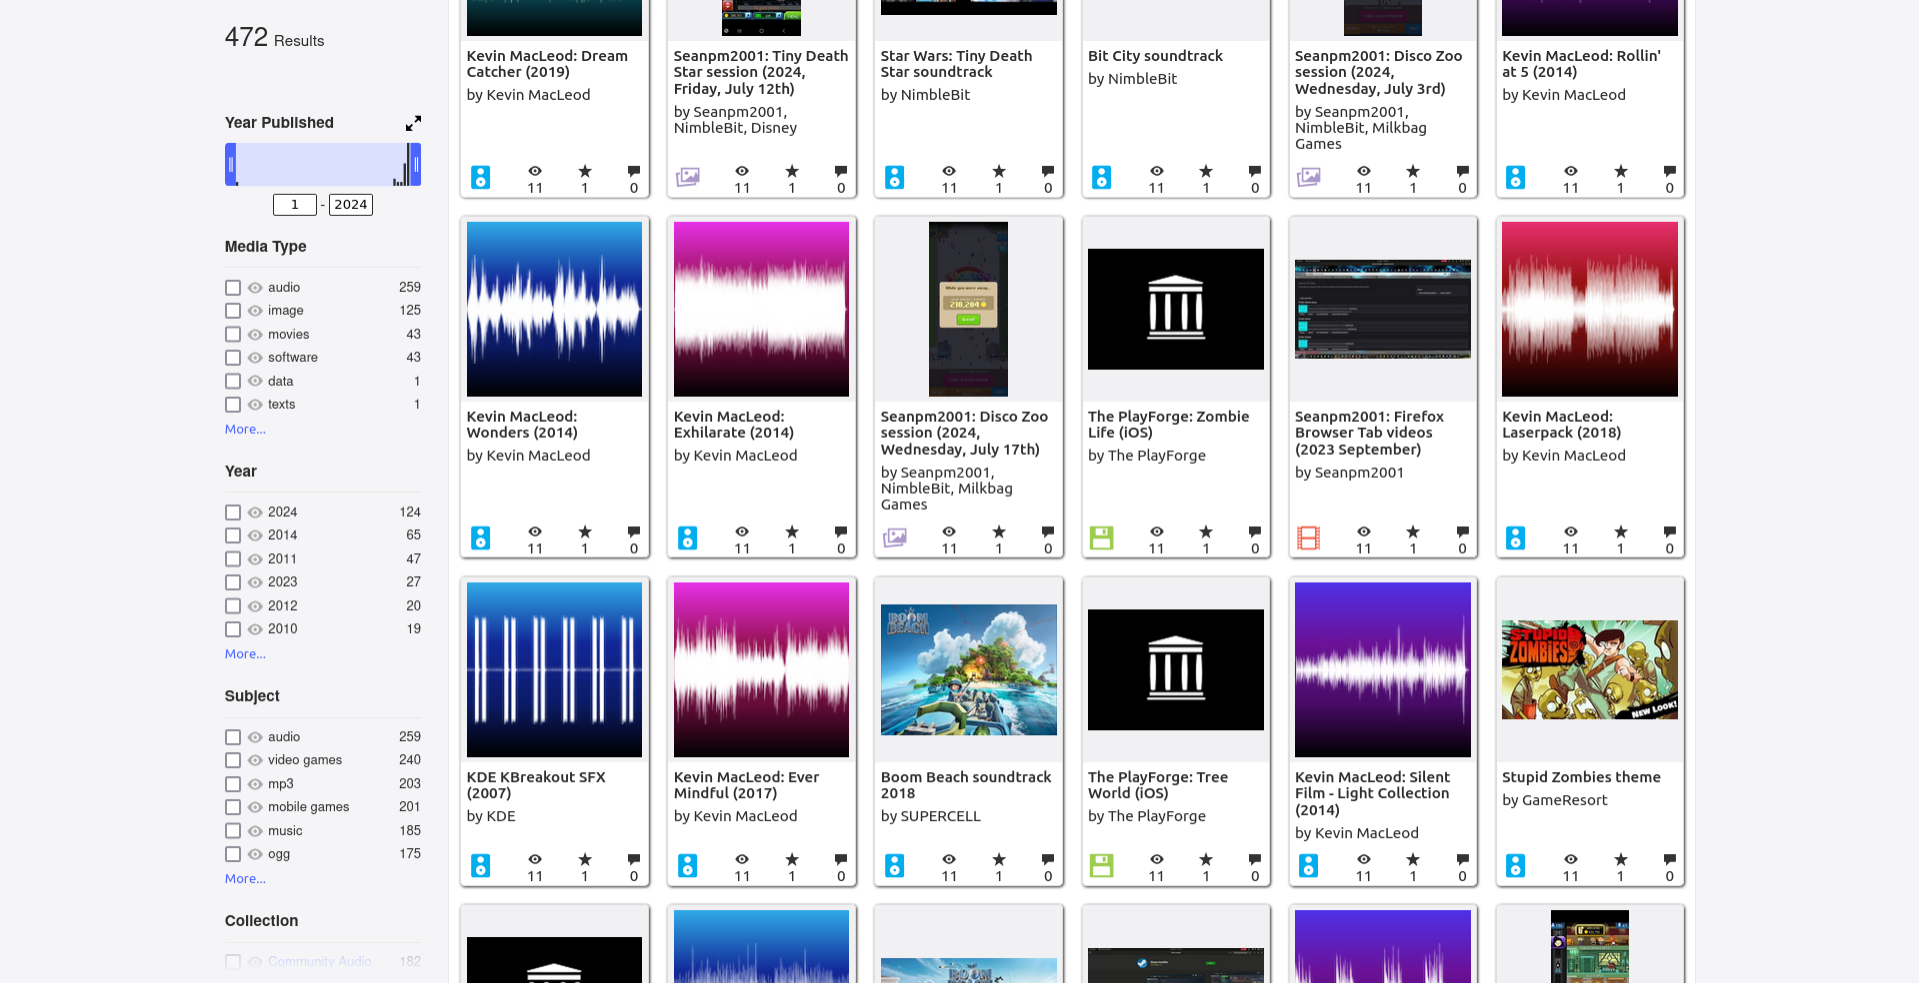 472 Results
Year Published
1 - 2024
Media Type
audio 259
image 125
movies 43
software 43
data 1
texts 1
More...
Year
2024 124
2014 65
2011 47
2023 27
2012 20
2010 19
More...
Subject
audio 259
video games 240
mp3 203
mobile games 201
music 185
ogg 175
More...
Collection
Community Audio 182
Kevin MacLeod: Dream
Catcher (2019)
by Kevin MacLeod
11 1 0
Seanpm2001: Tiny Death
Star session (2024,
Friday, July 12th)
by Seanpm2001,
NimbleBit, Disney
11 1 0
Star Wars: Tiny Death
Star soundtrack
by NimbleBit
11 1 0
Bit City soundtrack
by NimbleBit
11 1 0
Seanpm2001: Disco Zoo
session (2024,
Wednesday, July 3rd)
by Seanpm2001,
NimbleBit, Milkbag
Games
11 1 0
Kevin MacLeod: Rollin'
at 5 (2014)
by Kevin MacLeod
11 1 0
Kevin MacLeod:
Wonders (2014)
by Kevin MacLeod
11 1 0
Kevin MacLeod:
Exhilarate (2014)
by Kevin MacLeod
11 1 0
While you were away...
210,204
Seanpm2001: Disco Zoo
session (2024,
Wednesday, July 17th)
by Seanpm2001,
NimbleBit, Milkbag
Games
11 1 0
The PlayForge: Zombie
Life (iOS)
by The PlayForge
11 1 0
Seanpm2001: Firefox
Browser Tab videos
(2023 September)
by Seanpm2001
11 1 0
Kevin MacLeod:
Laserpack (2018)
by Kevin MacLeod
11 1 0
KDE KBreakout SFX
(2007)
by KDE
11 1 0
Kevin MacLeod: Ever
Mindful (2017)
by Kevin MacLeod
11 1 0
BOOM
BEACH
Boom Beach soundtrack
2018
by SUPERCELL
11 1 0
The PlayForge: Tree
World (iOS)
by The PlayForge
11 1 0
Kevin MacLeod: Silent
Film - Light Collection
(2014)
by Kevin MacLeod
11 1 0
STUPID
ZOMBIES
NEW LOOK!
Stupid Zombies theme
by GameResort
11 1 0
BOOM